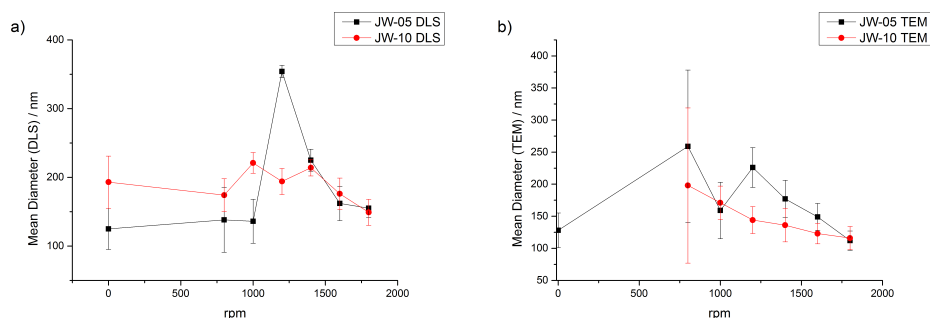 a)
JW-05 DLS
JW-10 DLS
Mean Diameter (DLS) / nm
300
200
100
0
500
1000
1500
2000
rpm
b)
JW-05 TEM
JW-10 TEM
Mean Diameter (TEM) / nm
400
350
300
250
200
150
100
50
0
500
1000
1500
2000
rpm